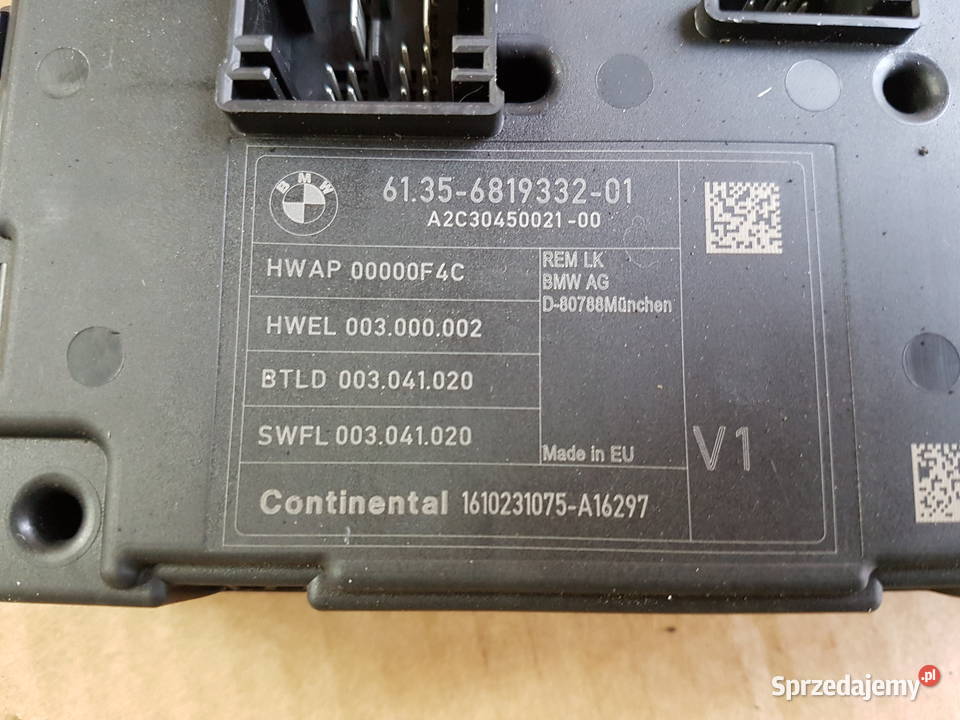 BMW
61.35-6819332-01
A2C30450021-00
HWAP 00000F4C
REM LK
BMW AG
D-80788München
HWEL 003.000.002
BTLD 003.041.020
SWFL 003.041.020
Made in EU
V1
Continental 1610231075-A16297
Sprzedajemy.pl